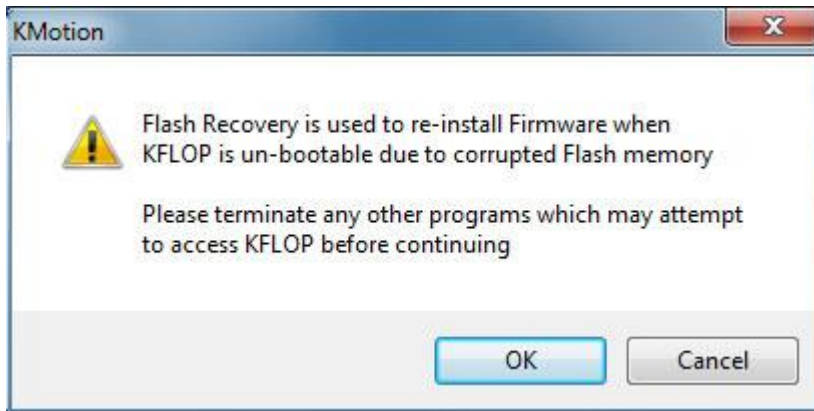 KMotion
Flash Recovery is used to re-install Firmware when
KFLOP is un-bootable due to corrupted Flash memory
Please terminate any other programs which may attempt
to access KFLOP before continuing
OK
Cancel